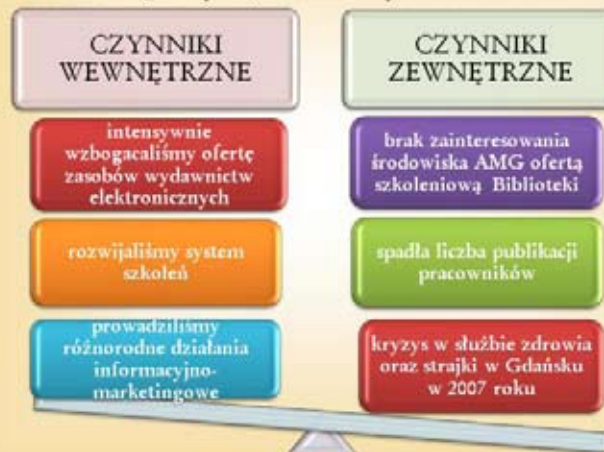 CZYNNIKI
WEWNĘTRZNE
intensywnie
wzbogacaliśmy ofertę
zasobów wydawnictw
elektronicznych
rozwijaliśmy system
szkoleń
prowadziliśmy
różnorodne działania
informacyjno-
marketingowe
CZYNNIKI
ZEWNĘTRZNE
brak zainteresowania
środowiska AMG ofertą
szkoleniową Biblioteki
spadła liczba publikacji
pracowników
kryzys w służbie zdrowia
oraz strajki w Gdańsku
w 2007 roku